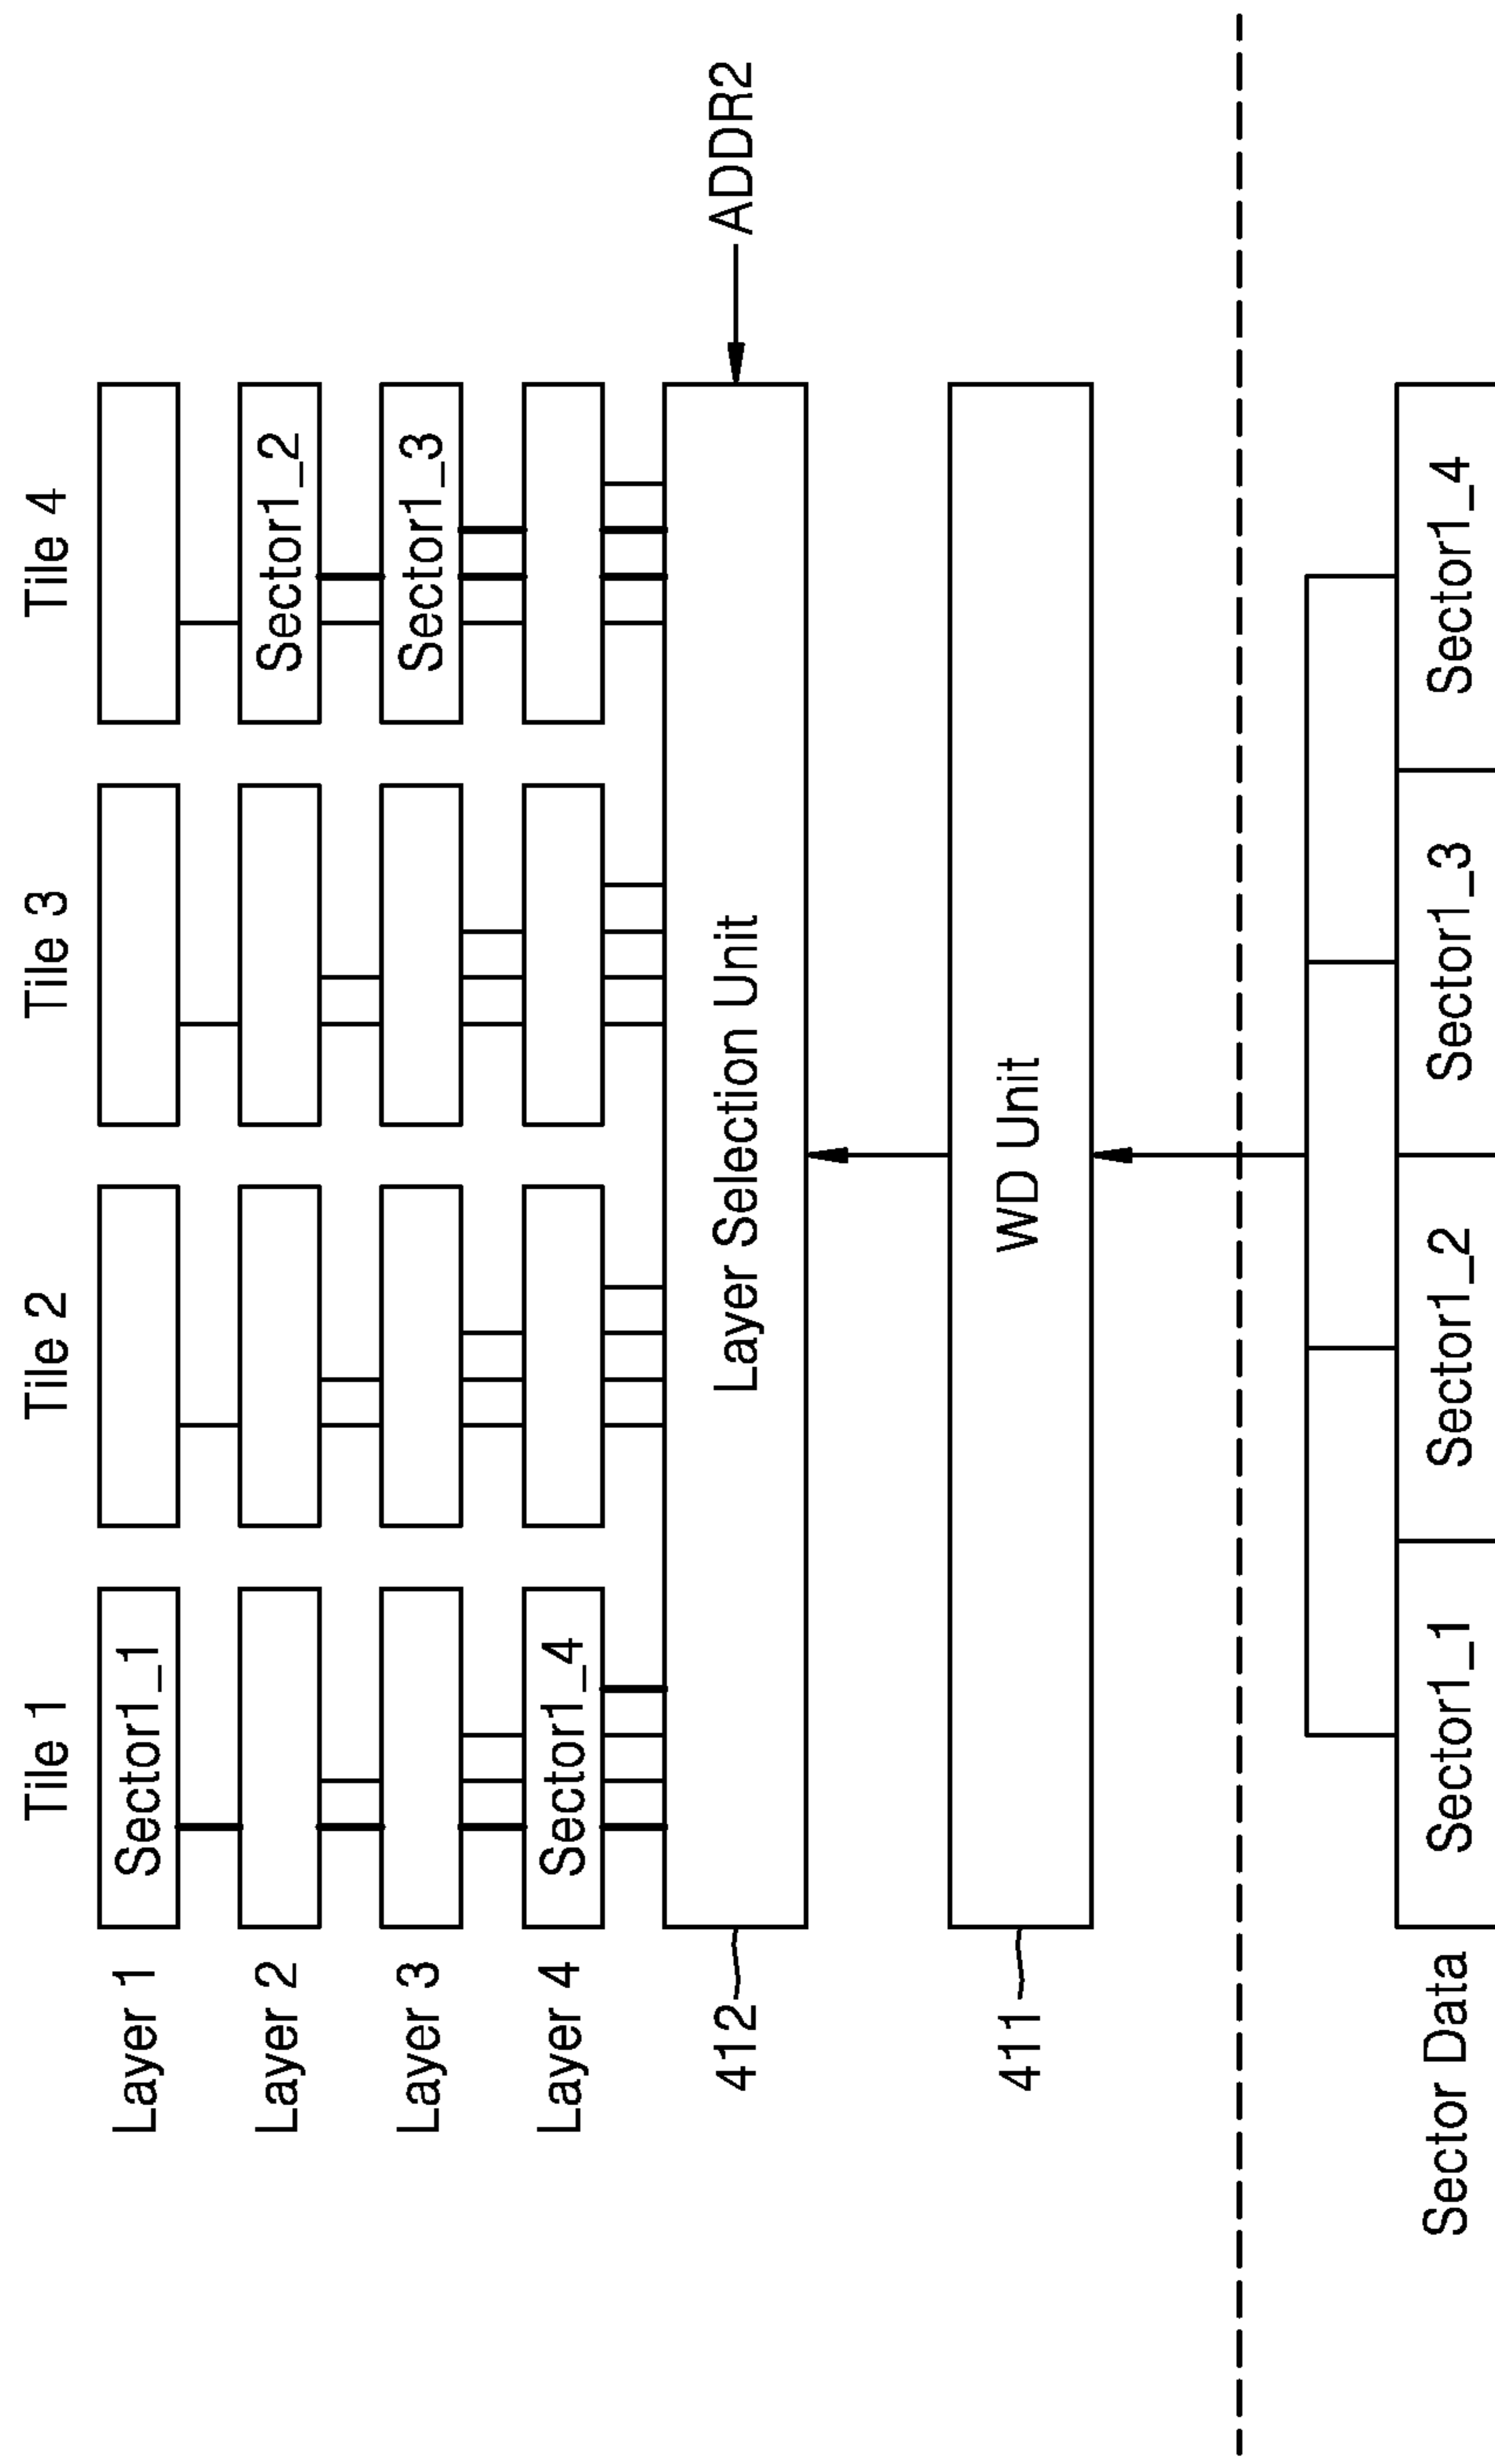 Tile 1
Tile 2
Tile 3
Tile 4
Layer 1
Sector1_1
Layer 2
Sector1_2
Layer 3
Sector1_3
Layer 4
Sector1_4
412
Layer Selection Unit
ADDR2
411
WD Unit
Sector Data
Sector1_1
Sector1_2
Sector1_3
Sector1_4